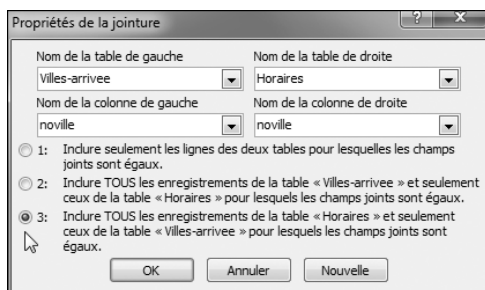 Propriétés de la jointure
Nom de la table de gauche Nom de la table de droite
Villes-arrivee Horaires
Nom de la colonne de gauche Nom de la colonne de droite
noville noville
1: Inclure seulement les lignes des deux tables pour lesquelles les champs
joints sont égaux.
2: Inclure TOUS les enregistrements de la table « Villes-arrivee » et seulement
ceux de la table « Horaires » pour lesquels les champs joints sont égaux.
3: Inclure TOUS les enregistrements de la table « Horaires » et seulement
ceux de la table « Villes-arrivee » pour lesquels les champs joints sont
égaux.
OK Annuler Nouvelle